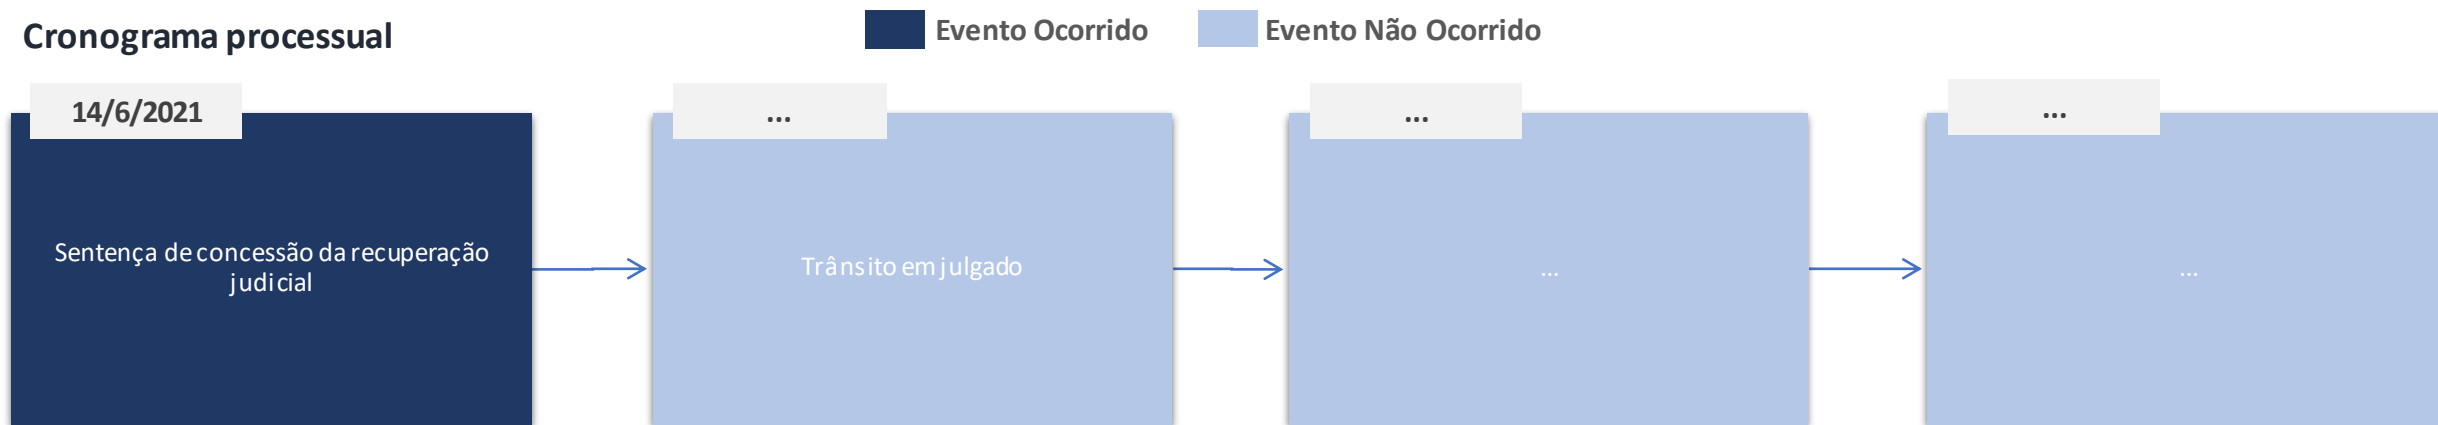 Cronograma processual
Evento Ocorrido
Evento Não Ocorrido
14/6/2021
...
...
...
Sentença de concessão da recuperação
judicial
Trânsito em julgado
...
...